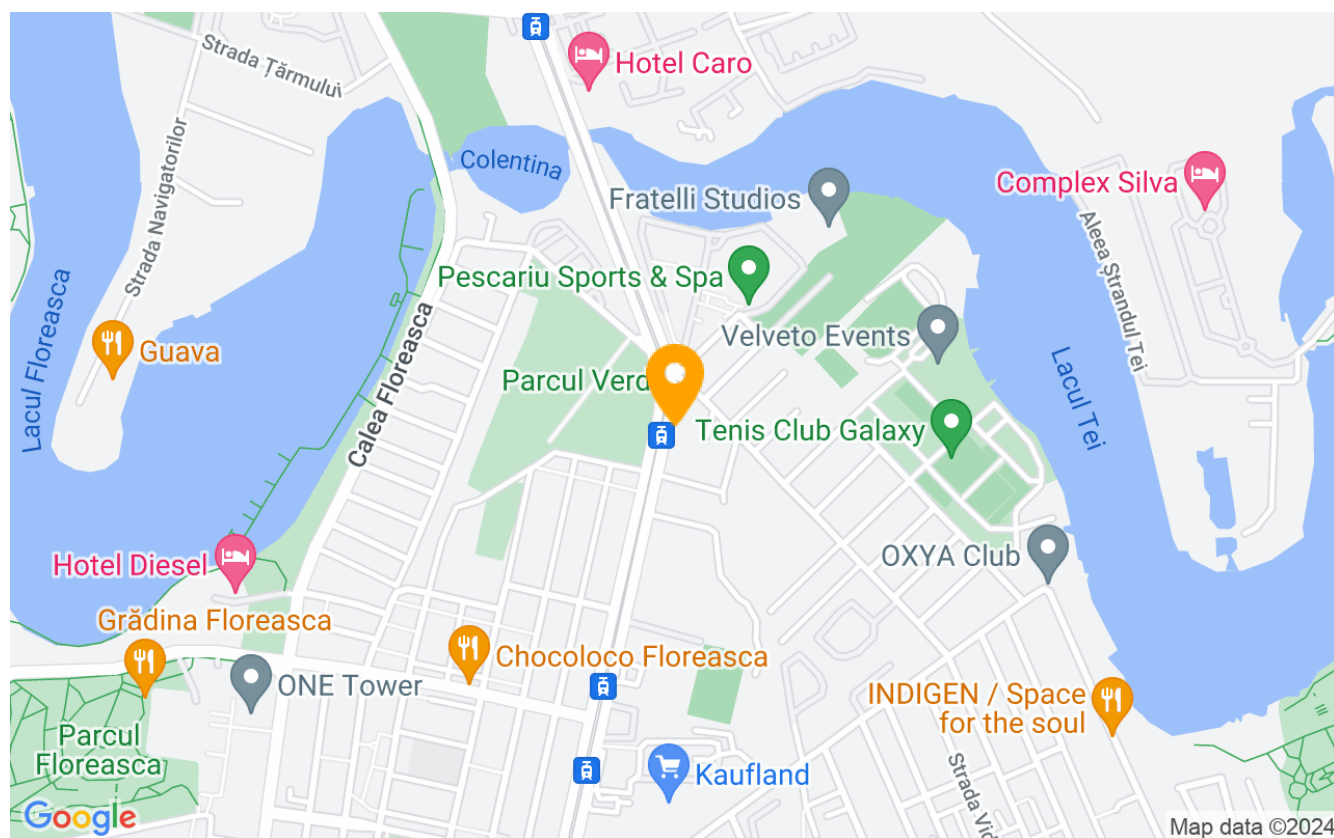 Strada Țărmului
Hotel Caro
Colentina
Strada Navigatorilor
Fratelli Studios
Complex Silva
Aleea Ștrandul Tei
Pescariu Sports & Spa
Lacul Floreasca
Guava
Calea Floreasca
Velveto Events
Parcul Verd
Lacul Tei
Tenis Club Galaxy
Hotel Diesel
OXYA Club
Grădina Floreasca
Chocoloco Floreasca
ONE Tower
INDIGEN / Space
for the soul
Parcul
Floreasca
Kaufland
Strada Vid
Google
Map data ©2024